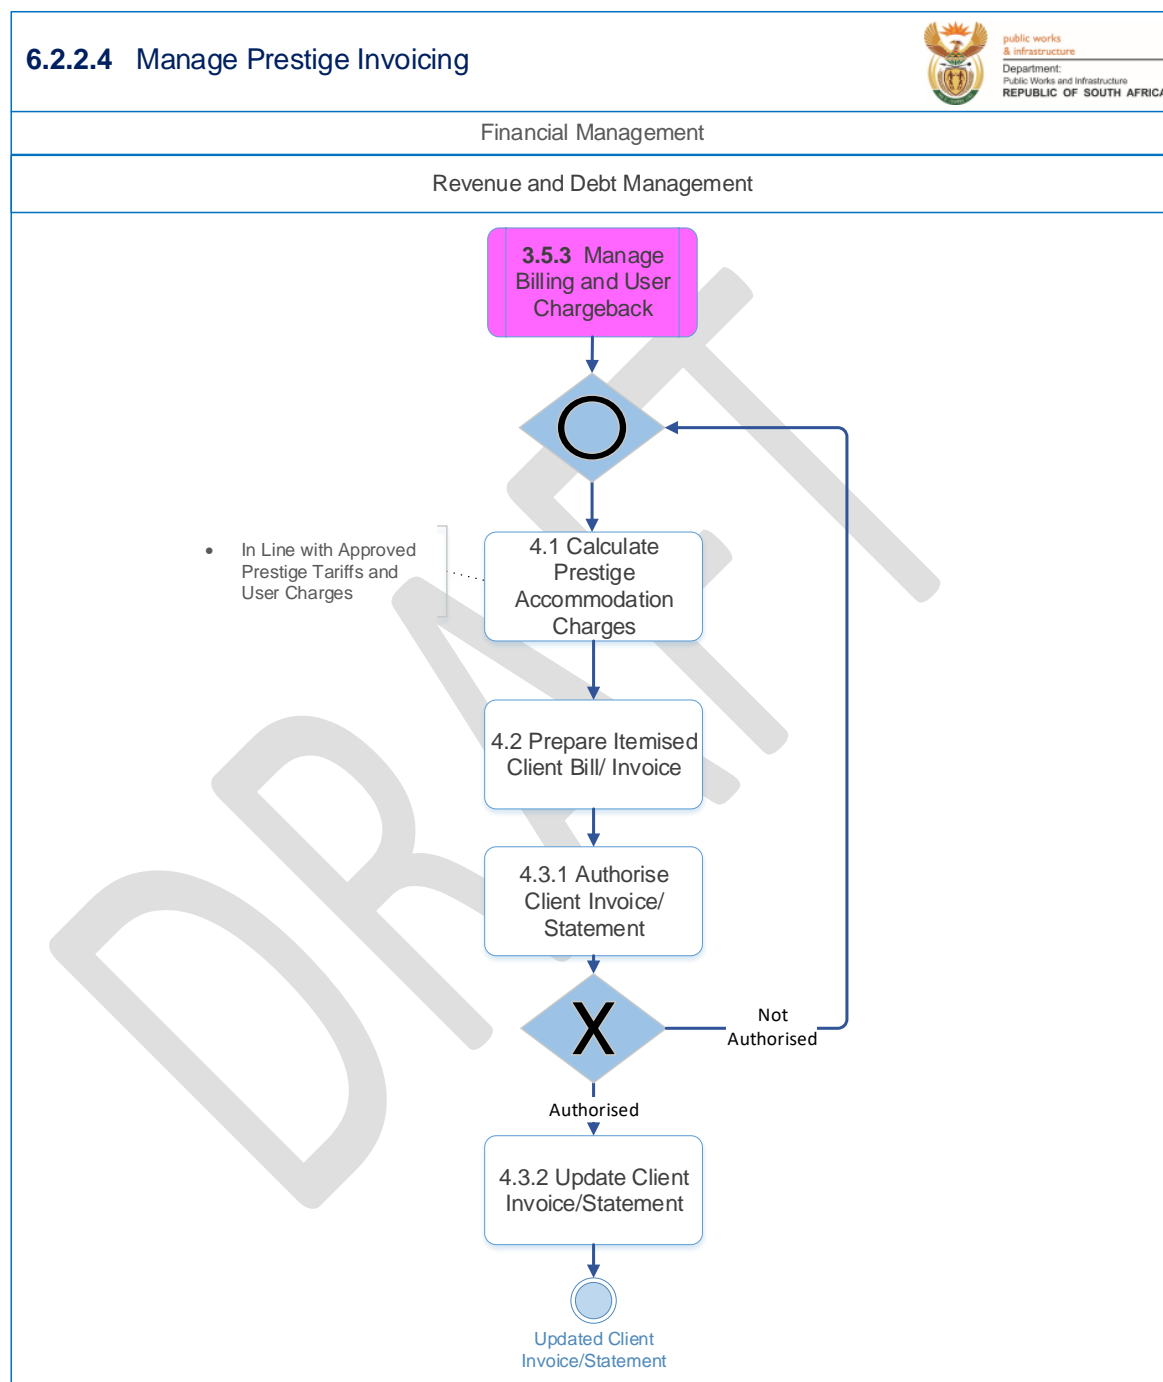 6.2.2.4 Manage Prestige Invoicing
public works
& infrastructure
Department:
Public Works and Infrastructure
REPUBLIC OF SOUTH AFRICA
Financial Management
Revenue and Debt Management
3.5.3 Manage
Billing and User
Chargeback
• In Line with Approved
Prestige Tariffs and
User Charges
4.1 Calculate
Prestige
Accommodation
Charges
4.2 Prepare Itemised
Client Bill/ Invoice
4.3.1 Authorise
Client Invoice/
Statement
X
Not
Authorised
Authorised
4.3.2 Update Client
Invoice/Statement
Updated Client
Invoice/Statement
DRAFT